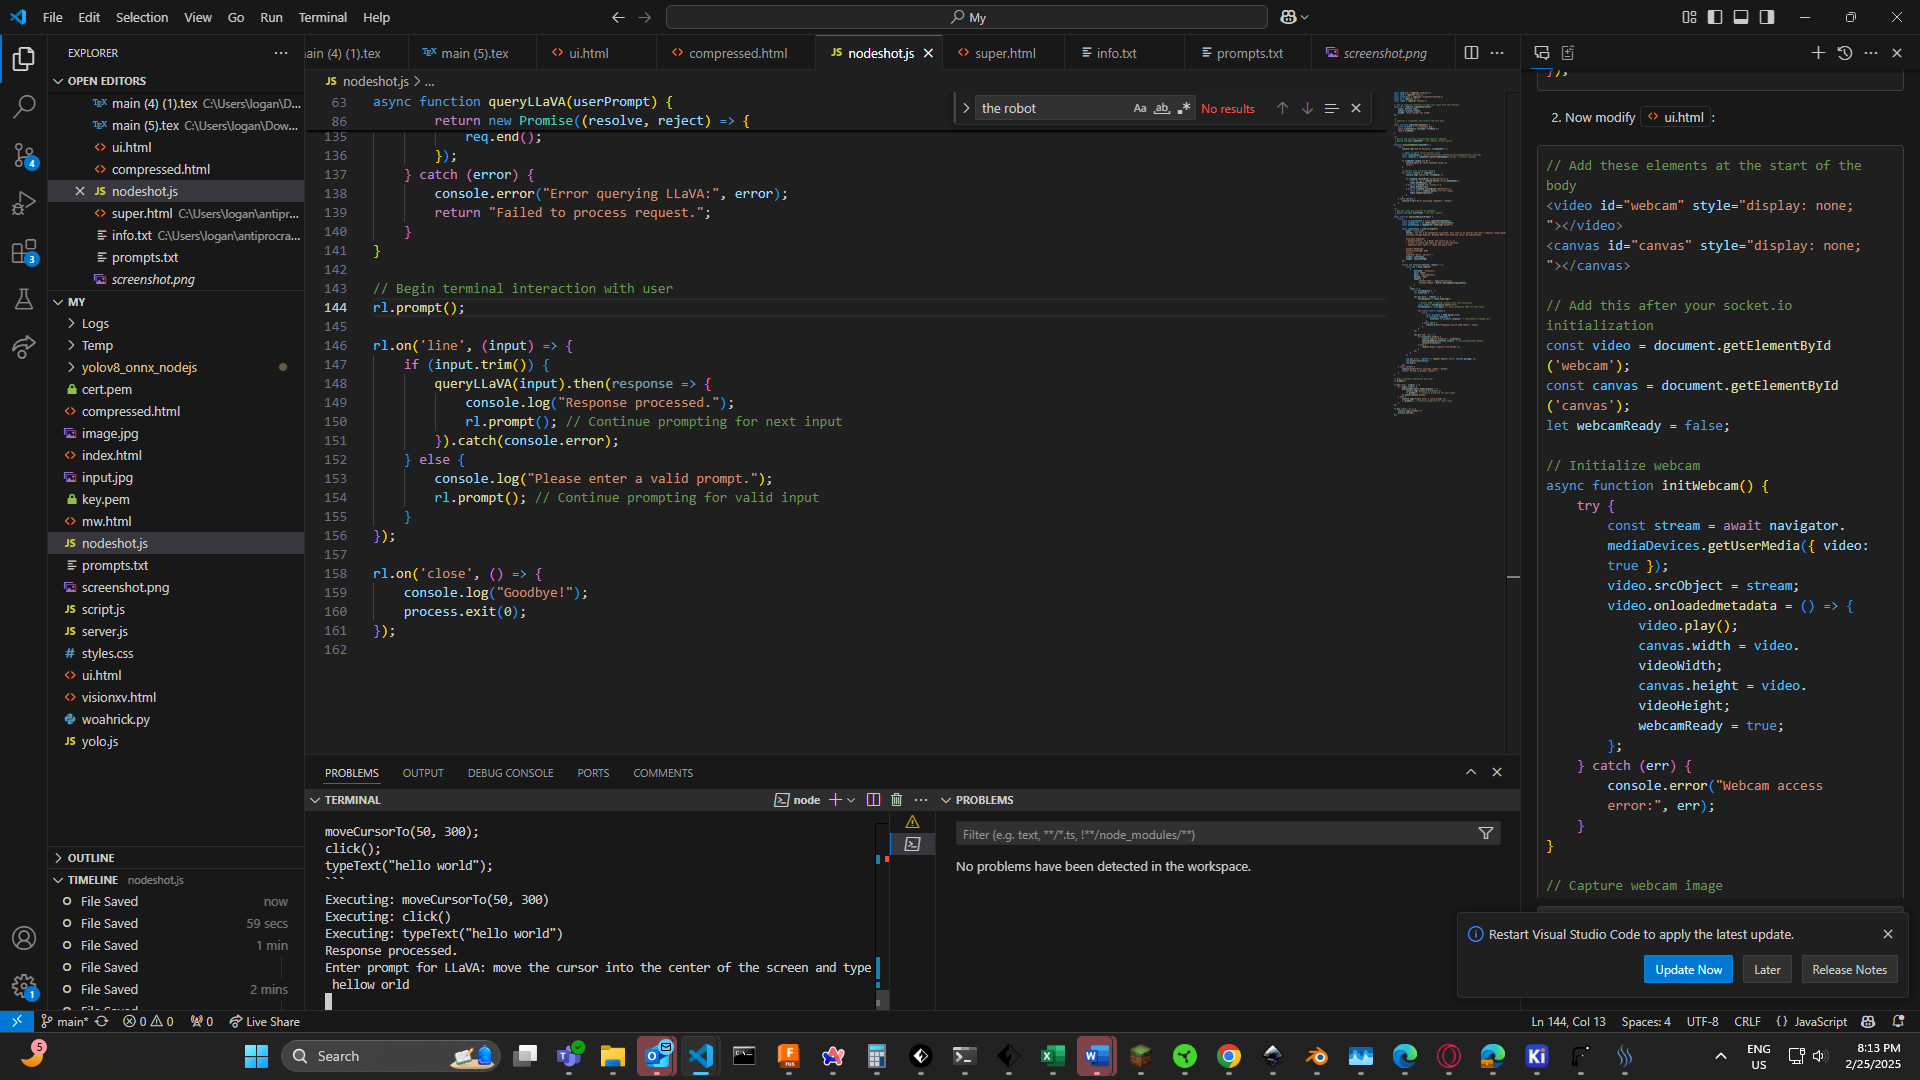 File Edit Selection View Go Run Terminal Help
My
EXPLORER
OPEN EDITORS
main (4) (1).tex C:\Users\logan\D...
main (5).tex C:\Users\logan\Dow...
ui.html
compressed.html
nodeshot.js
super.html C:\Users\logan\antipr...
info.txt C:\Users\logan\antiprocra...
prompts.txt
screenshot.png
MY
Logs
Temp
yolov8_onnx_nodejs
cert.pem
compressed.html
image.jpg
index.html
input.jpg
key.pem
mw.html
nodeshot.js
prompts.txt
screenshot.png
script.js
server.js
styles.css
ui.html
visionxv.html
woahrick.py
yolo.js
OUTLINE
TIMELINE nodeshot.js
File Saved now
File Saved 59 secs
File Saved 1 min
File Saved
File Saved 2 mins
ain (4) (1).tex main (5).tex ui.html compressed.html nodeshot.js super.html info.txt prompts.txt screenshot.png
nodeshot.js > ...
the robot Aa ab No results
63 async function queryLLaVA(userPrompt) {
86 return new Promise((resolve, reject) => {
135 req.end();
136 });
137 } catch (error) {
138 console.error("Error querying LLaVA:", error);
139 return "Failed to process request.";
140 }
141 }
142
143 // Begin terminal interaction with user
144 rl.prompt();
145
146 rl.on('line', (input) => {
147 if (input.trim()) {
148 queryLLaVA(input).then(response => {
149 console.log("Response processed.");
150 rl.prompt(); // Continue prompting for next input
151 }).catch(console.error);
152 } else {
153 console.log("Please enter a valid prompt.");
154 rl.prompt(); // Continue prompting for valid input
155 }
156 });
157
158 rl.on('close', () => {
159 console.log("Goodbye!");
160 process.exit(0);
161 });
162
PROBLEMS OUTPUT DEBUG CONSOLE PORTS COMMENTS
TERMINAL node
moveCursorTo(50, 300);
click();
typeText("hello world");
```
Executing: moveCursorTo(50, 300)
Executing: click()
Executing: typeText("hello world")
Response processed.
Enter prompt for LLaVA: move the cursor into the center of the screen and type
hellow orld
PROBLEMS
Filter (e.g. text, **/*.ts, !**/node_modules/**)
No problems have been detected in the workspace.
});
2. Now modify ui.html :
// Add these elements at the start of the
body
<video id="webcam" style="display: none;
"></video>
<canvas id="canvas" style="display: none;
"></canvas>
// Add this after your socket.io
initialization
const video = document.getElementById
('webcam');
const canvas = document.getElementById
('canvas');
let webcamReady = false;
// Initialize webcam
async function initWebcam() {
try {
const stream = await navigator.
mediaDevices.getUserMedia({ video:
true });
video.srcObject = stream;
video.onloadedmetadata = () => {
video.play();
canvas.width = video.
videoWidth;
canvas.height = video.
videoHeight;
webcamReady = true;
};
} catch (err) {
console.error("Webcam access
error:", err);
}
}
// Capture webcam image
Restart Visual Studio Code to apply the latest update.
Update Now Later Release Notes
main* 0 0 0 Live Share
Ln 144, Col 13 Spaces: 4 UTF-8 CRLF {} JavaScript
5 Search
ENG
US
8:13 PM
2/25/2025